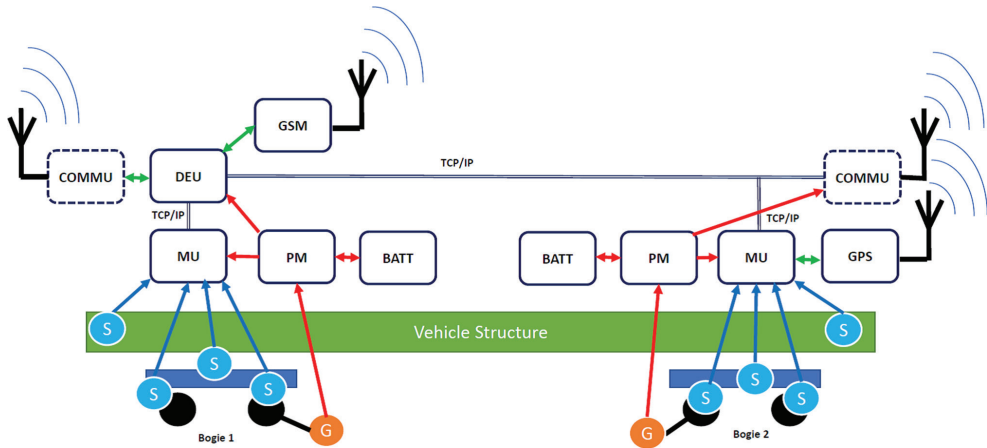 GSM
TCP/IP
COMMU
DEU
COMMU
TCP/IP
TCP/IP
MU
PM
BATT
BATT
PM
MU
GPS
S
Vehicle Structure
S
S
S
S
S
S
S
G
G
Bogie 1
Bogie 2